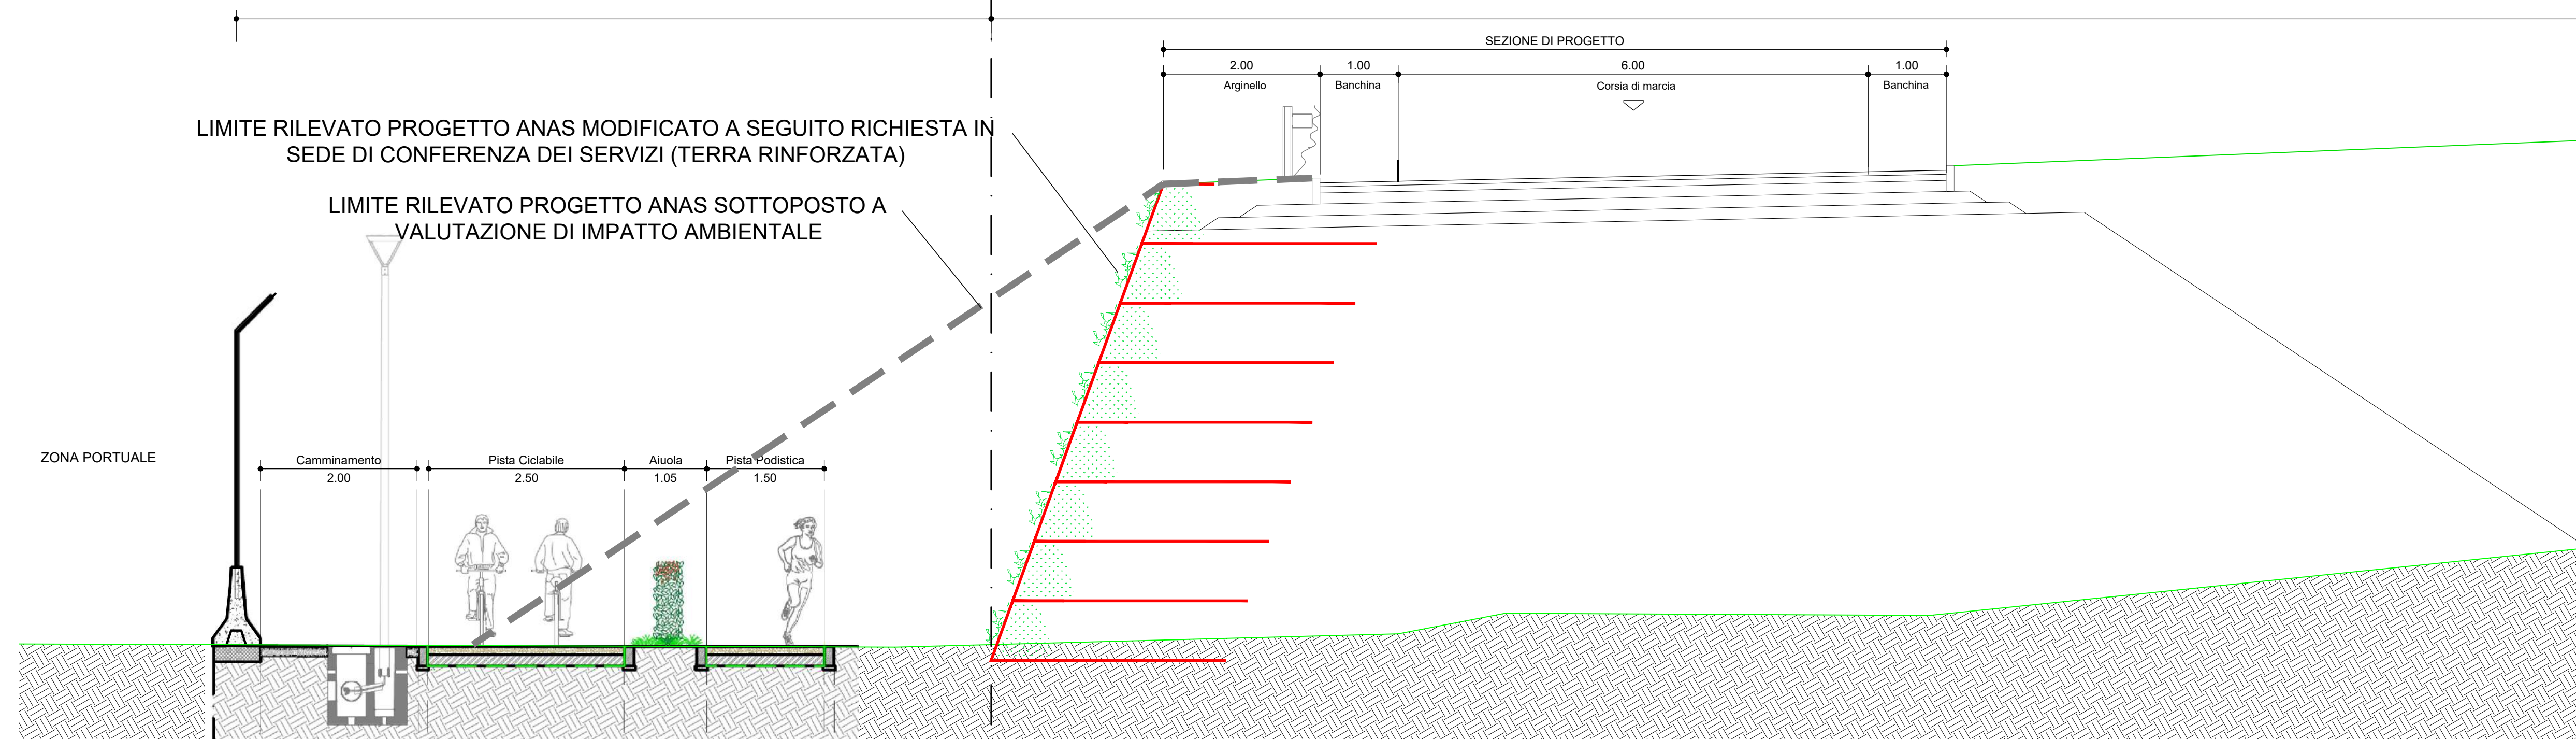 SEZIONE DI PROGETTO
2.00 1.00 6.00 1.00
Arginello Banchina Corsia di marcia Banchina
LIMITE RILEVATO PROGETTO ANAS MODIFICATO A SEGUITO RICHIESTA IN
SEDE DI CONFERENZA DEI SERVIZI (TERRA RINFORZATA)
LIMITE RILEVATO PROGETTO ANAS SOTTOPOSTO A
VALUTAZIONE DI IMPATTO AMBIENTALE
ZONA PORTUALE
Camminamento Pista Ciclabile Aiuola Pista Podistica
2.00 2.50 1.05 1.50